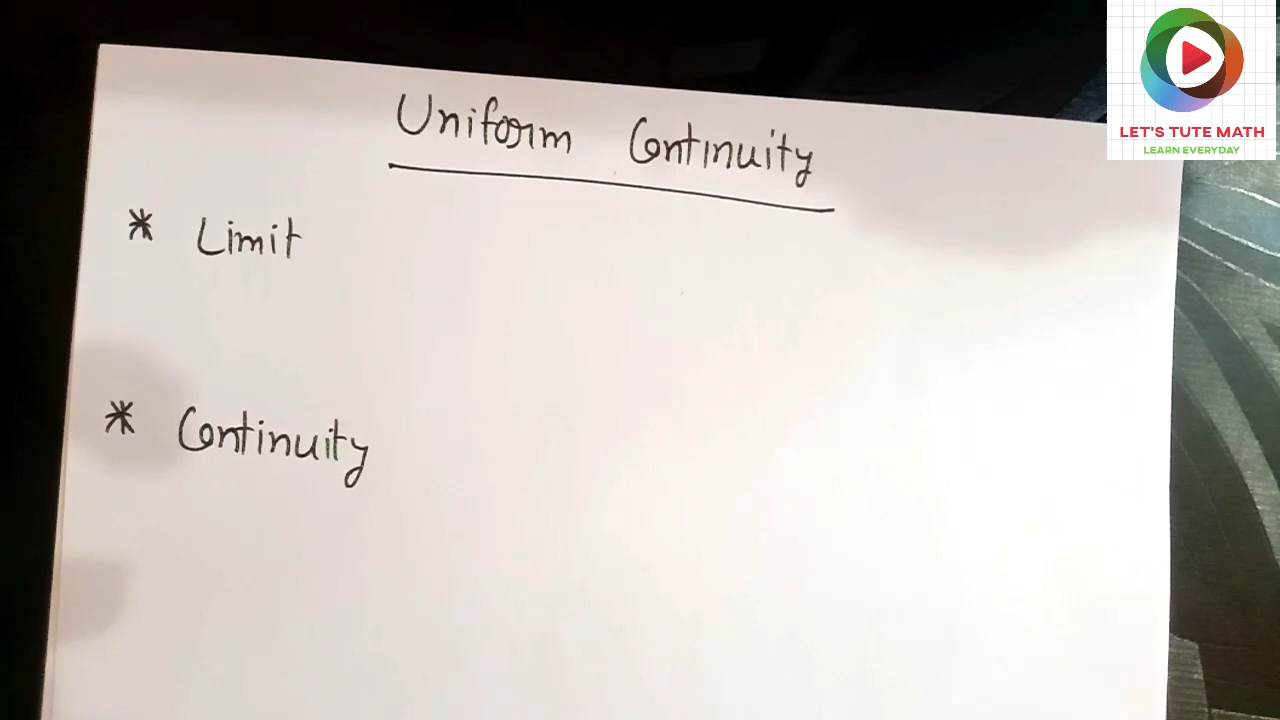 Uniform Continuity
* Limit
* Continuity
LET'S TUTE MATH
LEARN EVERYDAY